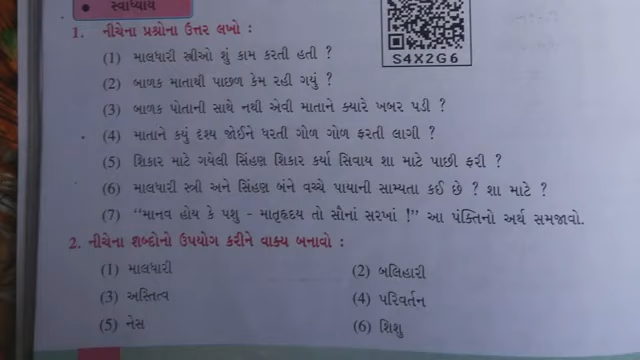 સ્વાધ્યાય
1. નીચેના પ્રશ્નોના ઉત્તર લખો :
S4X2G6
(1) માલધારી સ્ત્રીઓ શું કામ કરતી હતી ?
(2) બાળક માતાથી પાછળ કેમ રહી ગયું ?
(3) બાળક પોતાની સાથે નથી એવી માતાને ક્યારે ખબર પડી ?
(4) માતાને કયું દૃશ્ય જોઈને ધરતી ગોળ ગોળ ફરતી લાગી ?
(5) શિકાર માટે ગયેલી સિંહણ શિકાર કર્યા સિવાય શા માટે પાછી ફરી ?
(6) માલધારી સ્ત્રી અને સિંહણ બંને વચ્ચે પાયાની સામ્યતા કઈ છે ? શા માટે ?
(7) “માનવ હોય કે પશુ – માતૃહૃદય તો સૌનાં સરખાં !” આ પંક્તિનો અર્થ સમજાવો.
2. નીચેના શબ્દોનો ઉપયોગ કરીને વાક્ય બનાવો :
(1) માલધારી (2) બલિહારી
(3) અસ્તિત્વ (4) પરિવર્તન
(5) નેસ (6) શિશુ